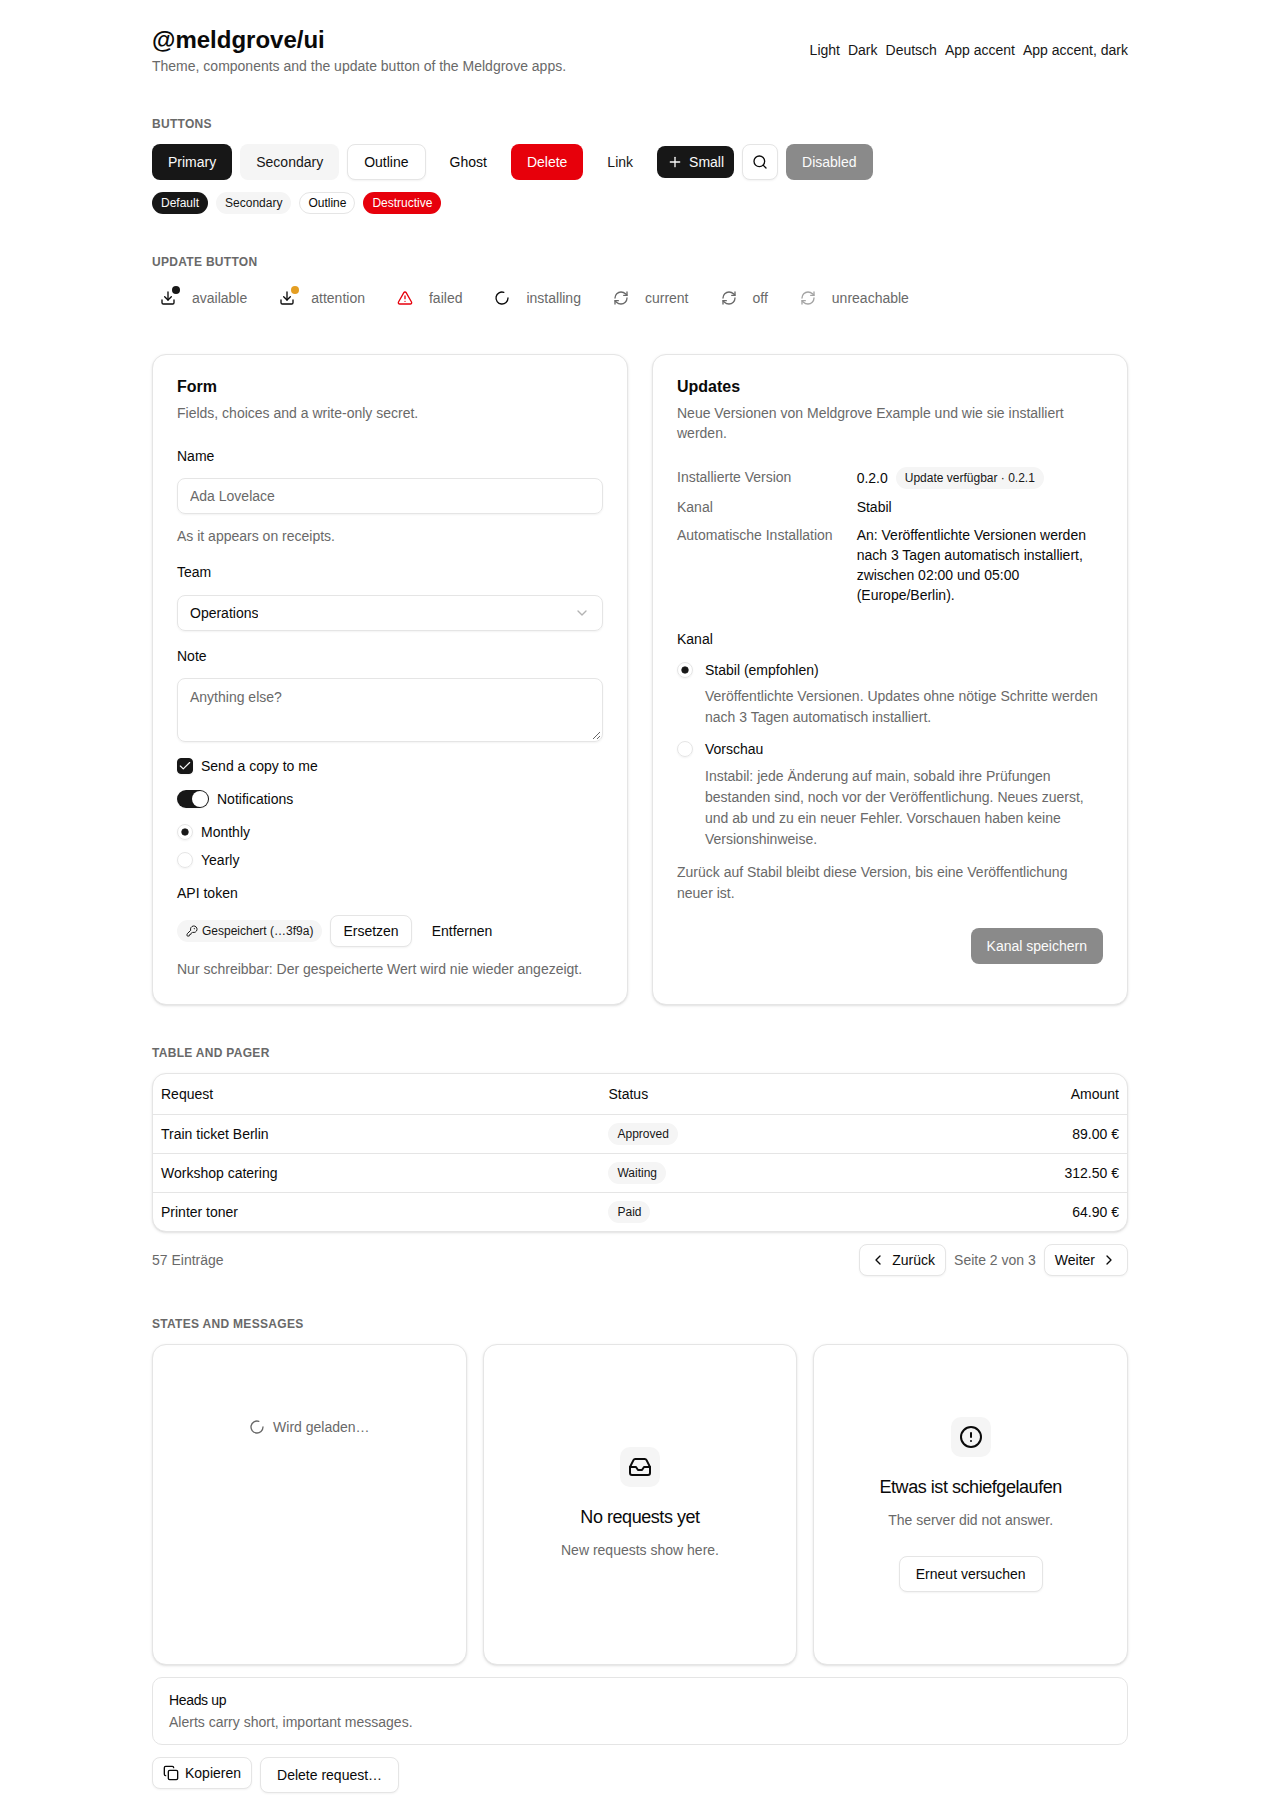 @meldgrove/ui
Theme, components and the update button of the Meldgrove apps.
Light Dark Deutsch App accent App accent, dark
BUTTONS
Primary Secondary Outline Ghost Delete Link Small Disabled
Default Secondary Outline Destructive
UPDATE BUTTON
available attention failed installing current off unreachable
Form
Fields, choices and a write-only secret.
Name
Ada Lovelace
As it appears on receipts.
Team
Operations
Note
Anything else?
Send a copy to me
Notifications
Monthly
Yearly
API token
Gespeichert (…3f9a) Ersetzen Entfernen
Nur schreibbar: Der gespeicherte Wert wird nie wieder angezeigt.
Updates
Neue Versionen von Meldgrove Example und wie sie installiert
werden.
Installierte Version 0.2.0 Update verfügbar · 0.2.1
Kanal Stabil
Automatische Installation An: Veröffentlichte Versionen werden
nach 3 Tagen automatisch installiert,
zwischen 02:00 und 05:00
(Europe/Berlin).
Kanal
Stabil (empfohlen)
Veröffentlichte Versionen. Updates ohne nötige Schritte werden
nach 3 Tagen automatisch installiert.
Vorschau
Instabil: jede Änderung auf main, sobald ihre Prüfungen
bestanden sind, noch vor der Veröffentlichung. Neues zuerst,
und ab und zu ein neuer Fehler. Vorschauen haben keine
Versionshinweise.
Zurück auf Stabil bleibt diese Version, bis eine Veröffentlichung
neuer ist.
Kanal speichern
TABLE AND PAGER
Request Status Amount
Train ticket Berlin Approved 89.00 €
Workshop catering Waiting 312.50 €
Printer toner Paid 64.90 €
57 Einträge Zurück Seite 2 von 3 Weiter
STATES AND MESSAGES
Wird geladen…
No requests yet
New requests show here.
Etwas ist schiefgelaufen
The server did not answer.
Erneut versuchen
Heads up
Alerts carry short, important messages.
Kopieren Delete request…